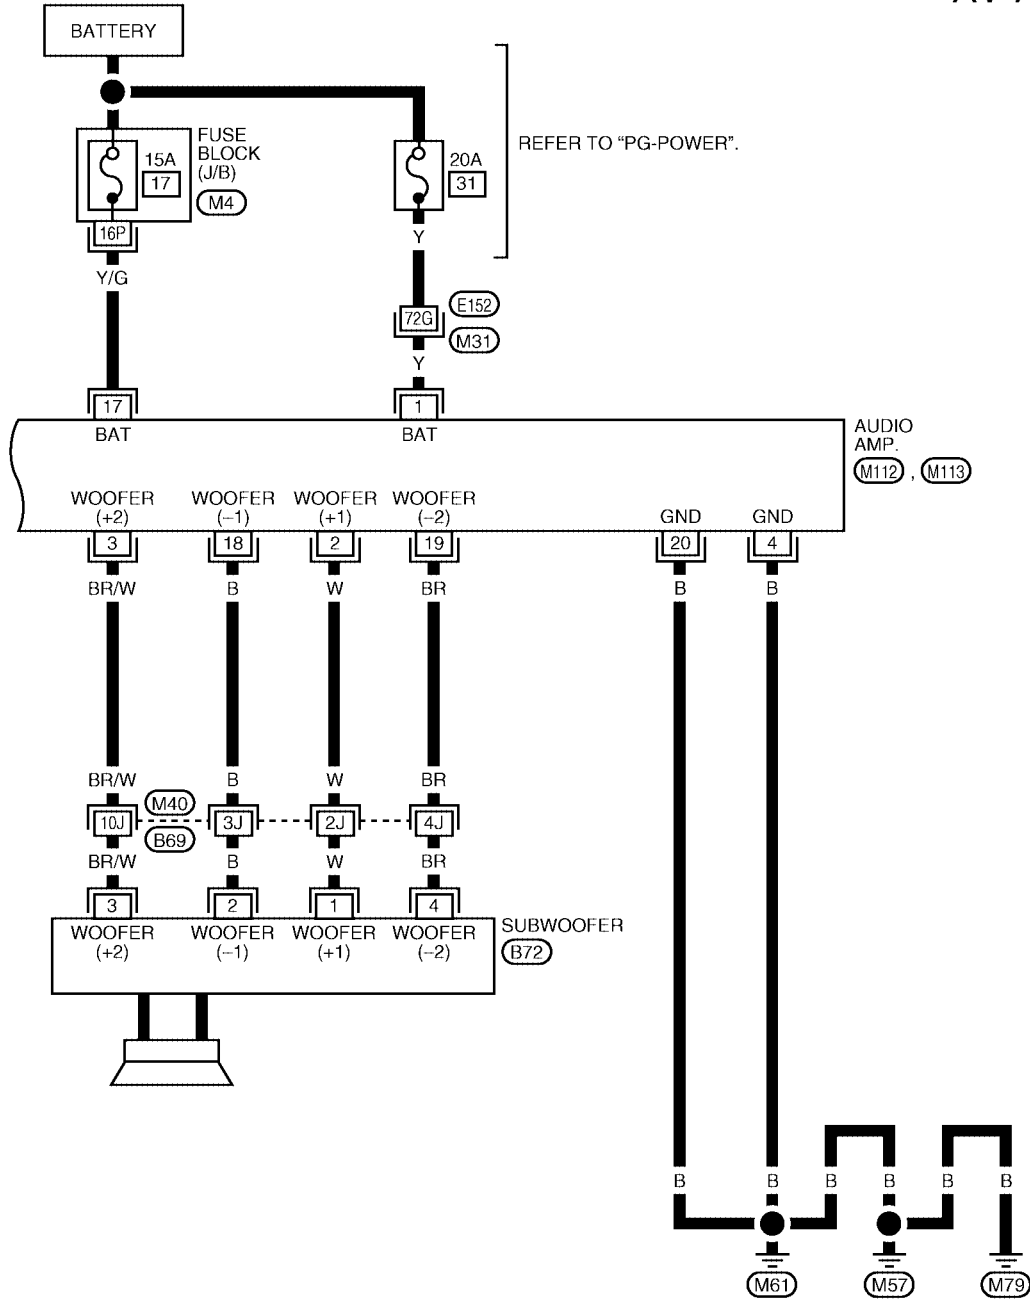 BATTERY
FUSE
BLOCK
(J/B)
M4
15A
17
16P
Y/G
20A
31
REFER TO “PG-POWER”.
Y
E152
72G
M31
Y
17
1
BAT
BAT
AUDIO
AMP.
M112 , M113
WOOFER
(+2)
WOOFER
(–1)
WOOFER
(+1)
WOOFER
(–2)
GND
GND
3
18
2
19
20
4
BR/W
B
W
BR
B
B
BR/W
B
W
BR
M40
10J
3J
2J
4J
B69
BR/W
B
W
BR
3
2
1
4
WOOFER
(+2)
WOOFER
(–1)
WOOFER
(+1)
WOOFER
(–2)
SUBWOOFER
B72
B
B
B
B
B
B
M61
M57
M79